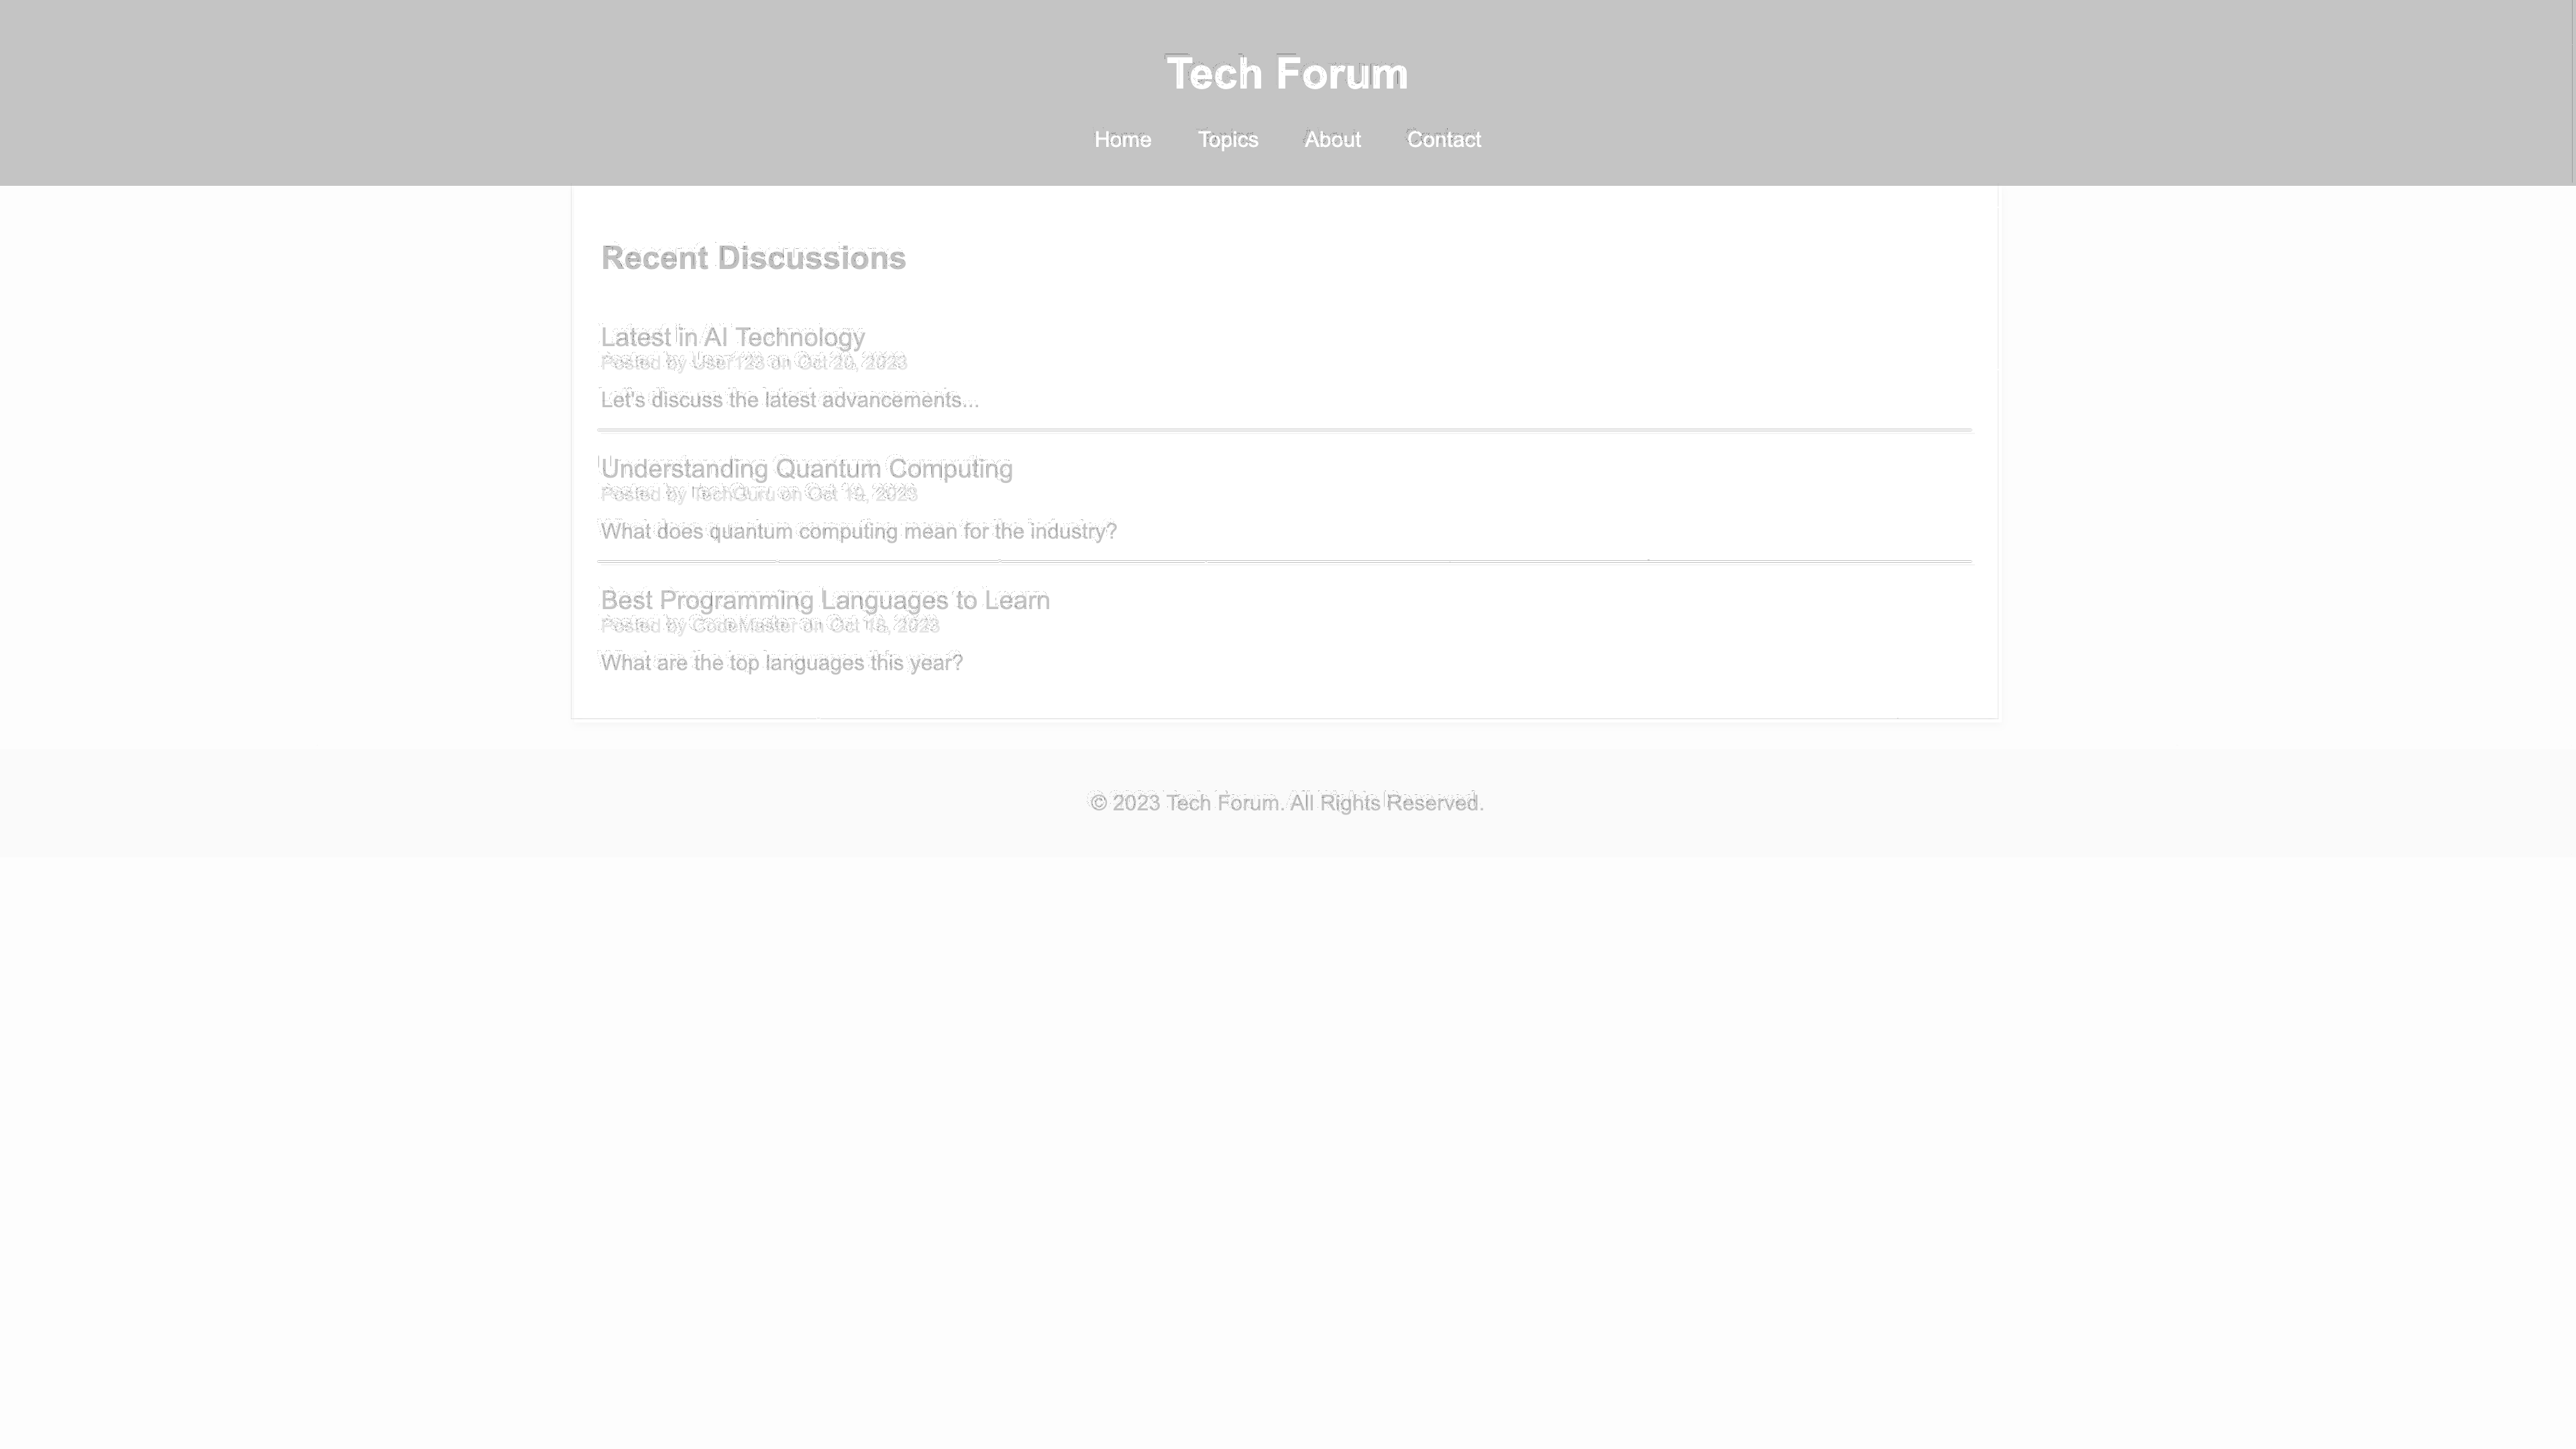 Tech Forum
Home Topics About Contact
Recent Discussions
Latest in AI Technology
Posted by User123 on Oct 20, 2023
Let's discuss the latest advancements...
Understanding Quantum Computing
Posted by TechGuru on Oct 19, 2023
What does quantum computing mean for the industry?
Best Programming Languages to Learn
Posted by CodeMaster on Oct 18, 2023
What are the top languages this year?
© 2023 Tech Forum. All Rights Reserved.